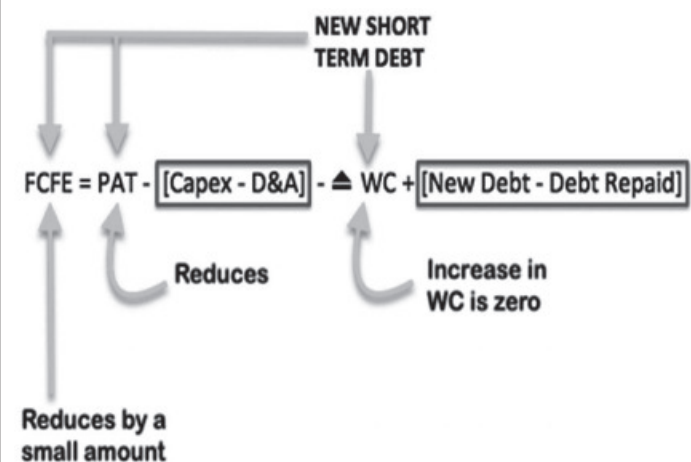 NEW SHORT
TERM DEBT
FCFE = PAT - [Capex - D&A] - ≜ WC + [New Debt - Debt Repaid]
Reduces
Increase in
WC is zero
Reduces by a
small amount